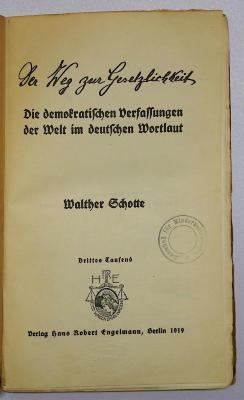 Der Weg zur Gesetzlichkeit
Die demokratischen Verfassungen
der Welt im deutschen Wortlaut
Walther Schotte
Drittes Tausend
HRE
Verlag Hans Robert Engelmann, Berlin 1919